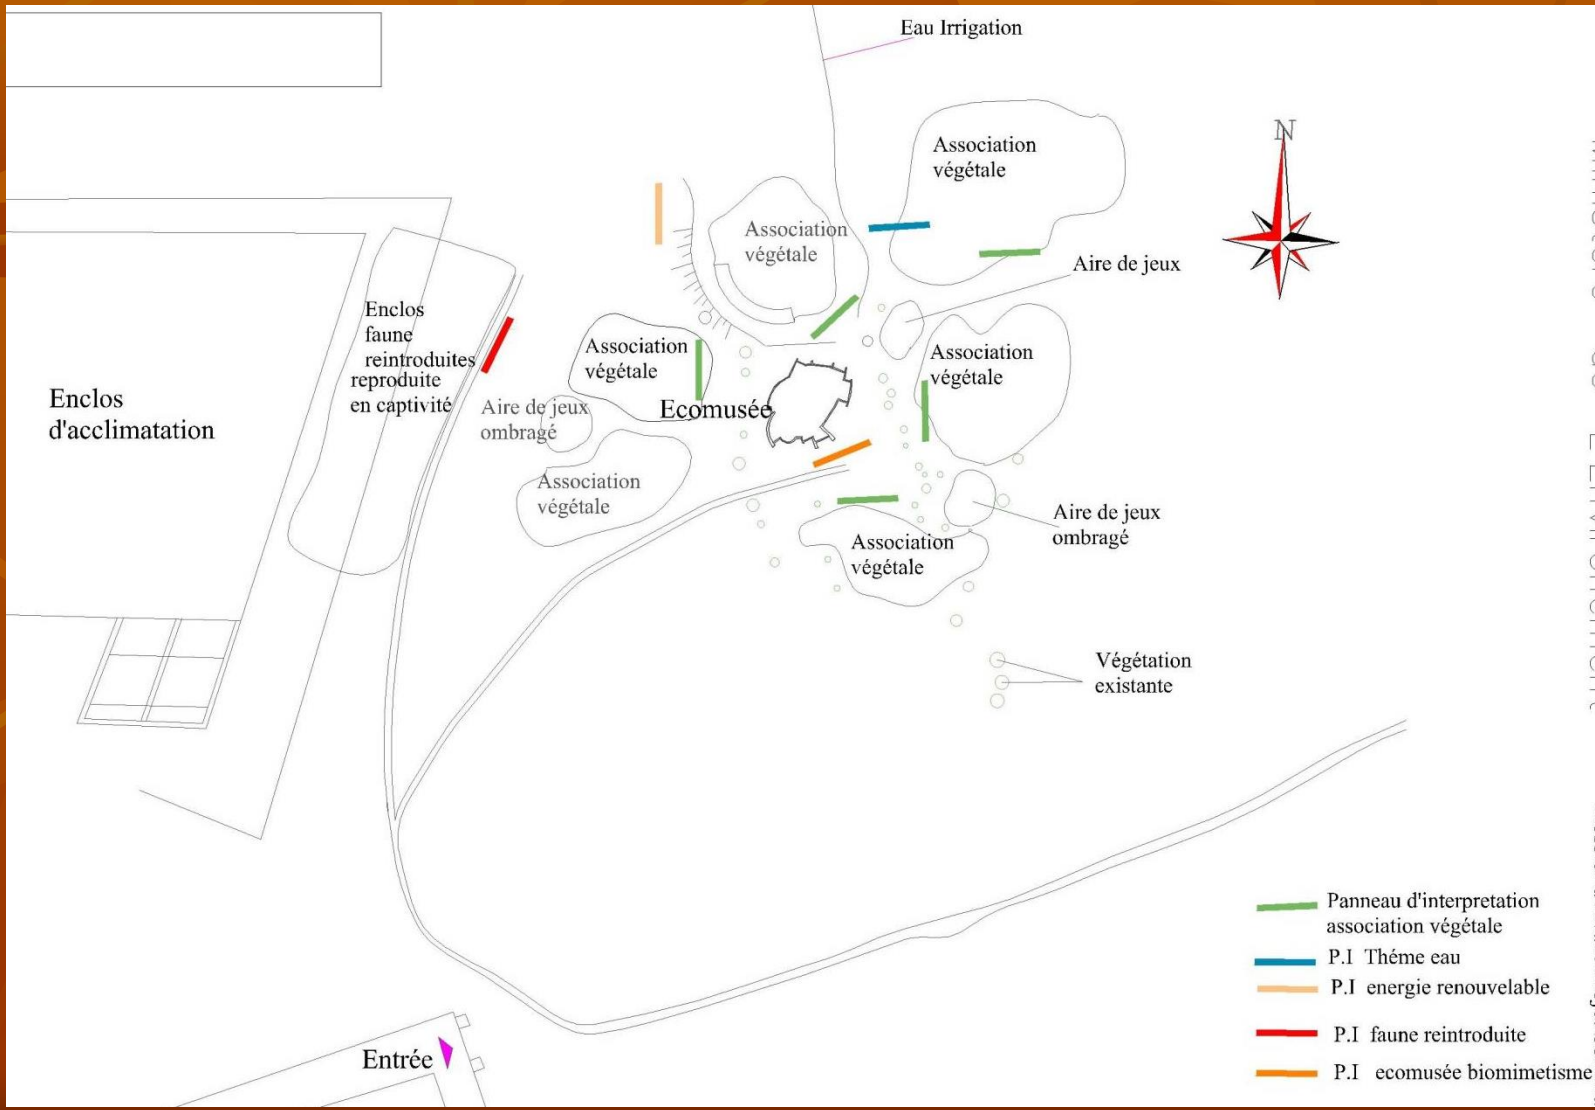 Eau Irrigation
Association
végétale
N
Association
végétale
Aire de jeux
Enclos
faune
reintroduites
reproduite
en captivité
Association
végétale
Association
végétale
Enclos
d'acclimatation
Aire de jeux
ombragé
Ecomusée
Association
végétale
Aire de jeux
ombragé
Association
végétale
Végétation
existante
Panneau d'interpretation
association végétale
P.I Théme eau
P.I energie renouvelable
P.I faune reintroduite
P.I ecomusée biomimetisme
Entrée